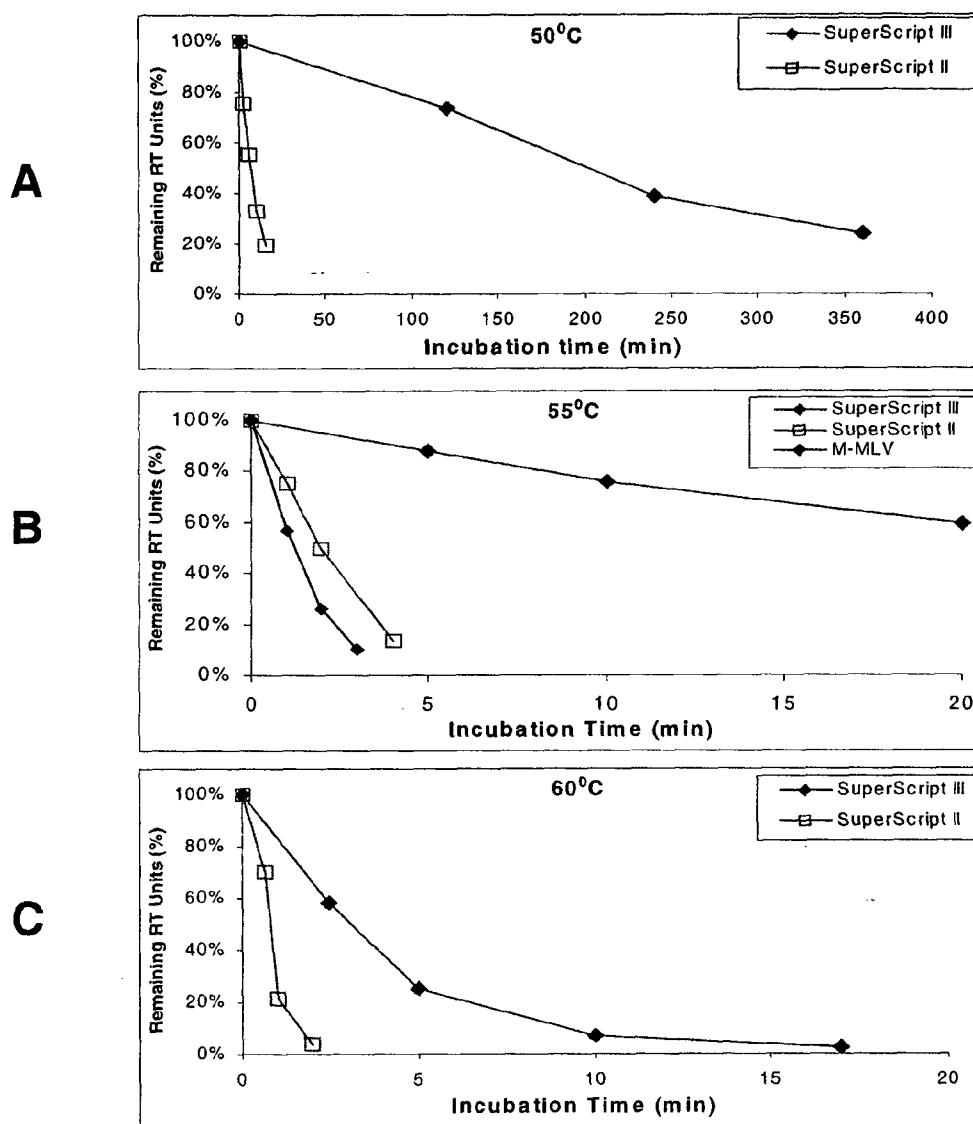 A
50⁰C
SuperScript III
SuperScript II
Remaining RT Units (%)
100%
80%
60%
40%
20%
0%
0 50 100 150 200 250 300 350 400
Incubation time (min)
B
55⁰C
SuperScript III
SuperScript II
M-MLV
Remaining RT Units (%)
100%
80%
60%
40%
20%
0%
0 5 10 15 20
Incubation Time (min)
C
60⁰C
SuperScript III
SuperScript II
Remaining RT Units (%)
100%
80%
60%
40%
20%
0%
0 5 10 15 20
Incubation Time (min)